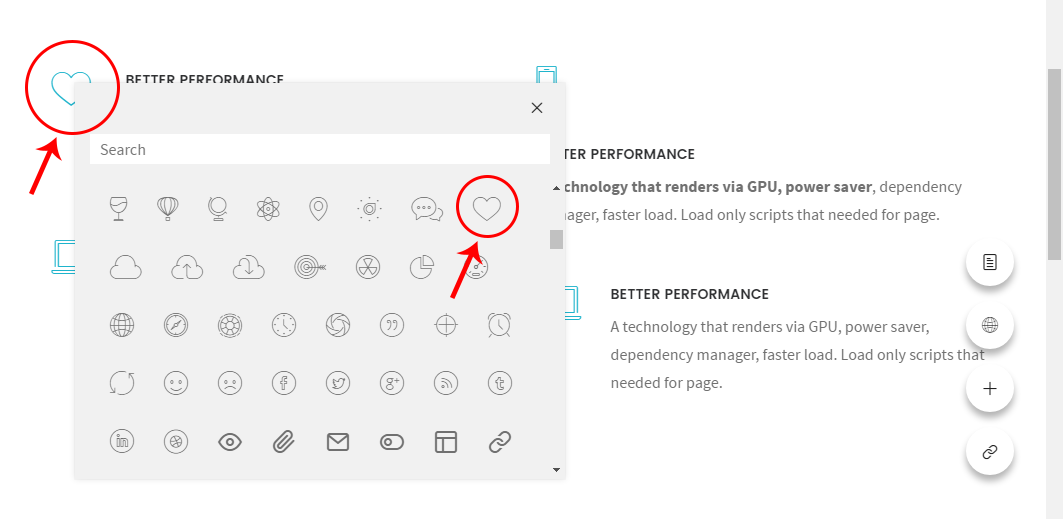 BETTER PERFORMANCE
Search
TER PERFORMANCE
chnology that renders via GPU, power saver, dependency
ager, faster load. Load only scripts that needed for page.
BETTER PERFORMANCE
A technology that renders via GPU, power saver,
dependency manager, faster load. Load only scripts that
needed for page.